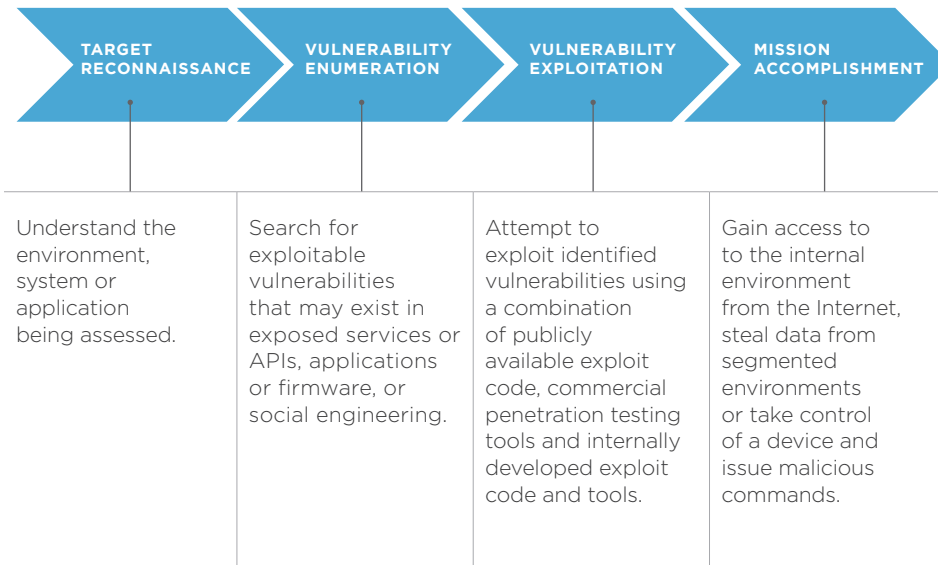 TARGET
RECONNAISSANCE
VULNERABILITY
ENUMERATION
VULNERABILITY
EXPLOITATION
MISSION
ACCOMPLISHMENT
Understand the
environment,
system or
application
being assessed.
Search for
exploitable
vulnerabilities
that may exist in
exposed services or
APIs, applications
or firmware, or
social engineering.
Attempt to
exploit identified
vulnerabilities using
a combination
of publicly
available exploit
code, commercial
penetration testing
tools and internally
developed exploit
code and tools.
Gain access to
to the internal
environment
from the Internet,
steal data from
segmented
environments
or take control
of a device and
issue malicious
commands.